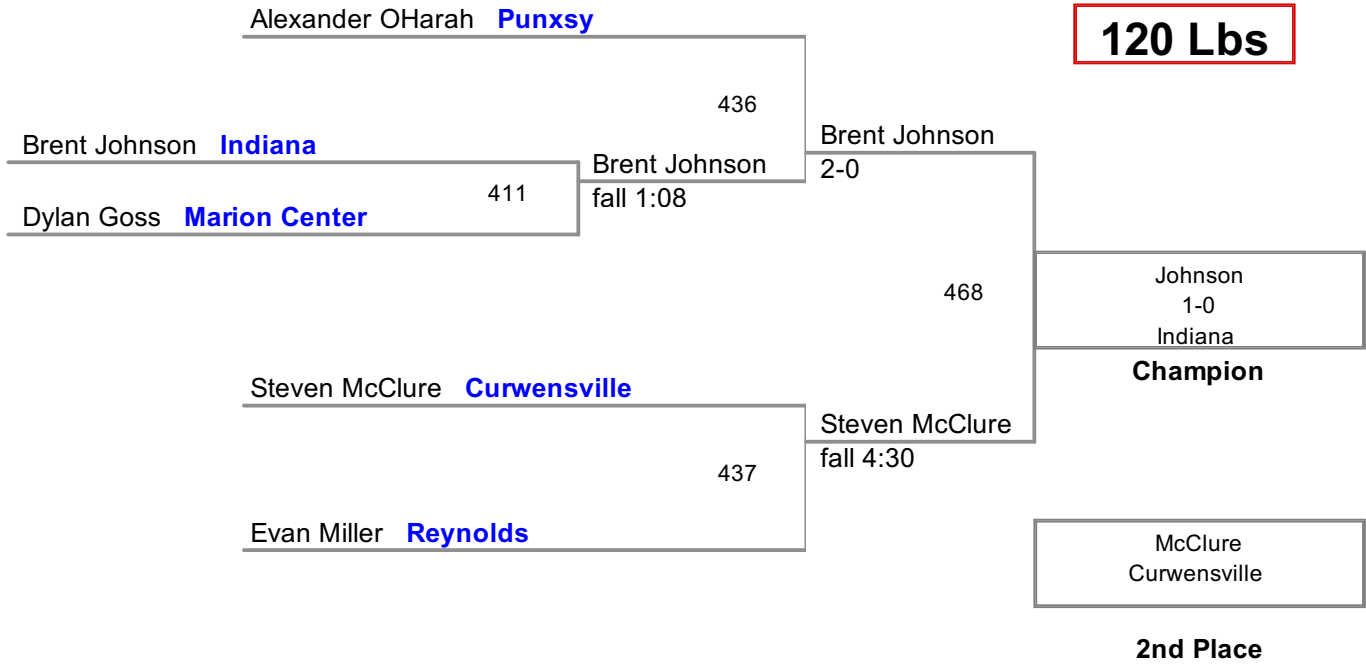 Alexander OHarah Punxsy
120 Lbs
436
Brent Johnson Indiana
Brent Johnson
Brent Johnson
2-0
411
fall 1:08
Dylan Goss Marion Center
Johnson
468
1-0
Indiana
Champion
Steven McClure Curwensville
Steven McClure
fall 4:30
437
Evan Miller Reynolds
McClure
Curwensville
2nd Place